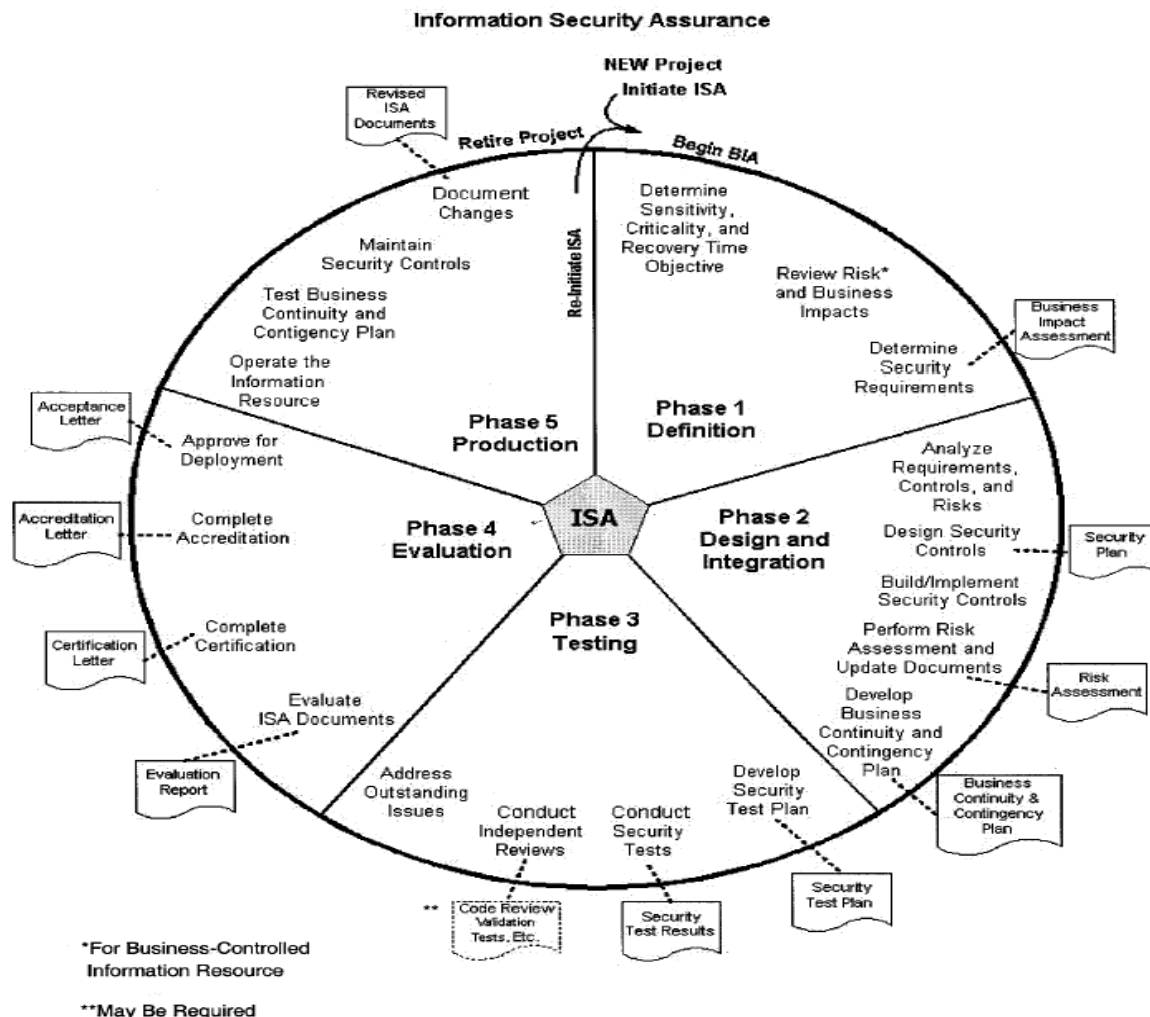 Information Security Assurance
NEW Project
Initiate ISA
Retire Project
Begin BIA
Re-Initiate ISA
Revised
ISA
Documents
Determine
Sensitivity,
Criticality, and
Recovery Time
Objective
Review Risk*
and Business
Impacts
Determine
Security
Requirements
Business
Impact
Assessment
Phase 1
Definition
Analyze
Requirements,
Controls, and
Risks
Design Security
Controls
Security
Plan
Build/Implement
Security Controls
Perform Risk
Assessment and
Update Documents
Risk
Assessment
Develop
Business
Continuity and
Contingency
Plan
Business
Continuity &
Contingency
Plan
Phase 2
Design and
Integration
Develop
Security
Test Plan
Security
Test Plan
Conduct
Security
Tests
Security
Test Results
Conduct
Independent
Reviews
**
Code Review
Validation
Tests, Etc.
Address
Outstanding
Issues
Phase 3
Testing
Evaluate
ISA Documents
Evaluation
Report
Complete
Certification
Certification
Letter
Complete
Accreditation
Accreditation
Letter
Approve for
Deployment
Acceptance
Letter
Phase 4
Evaluation
Operate the
Information
Resource
Test Business
Continuity and
Contigency Plan
Maintain
Security Controls
Document
Changes
Phase 5
Production
ISA
*For Business-Controlled
Information Resource
**May Be Required